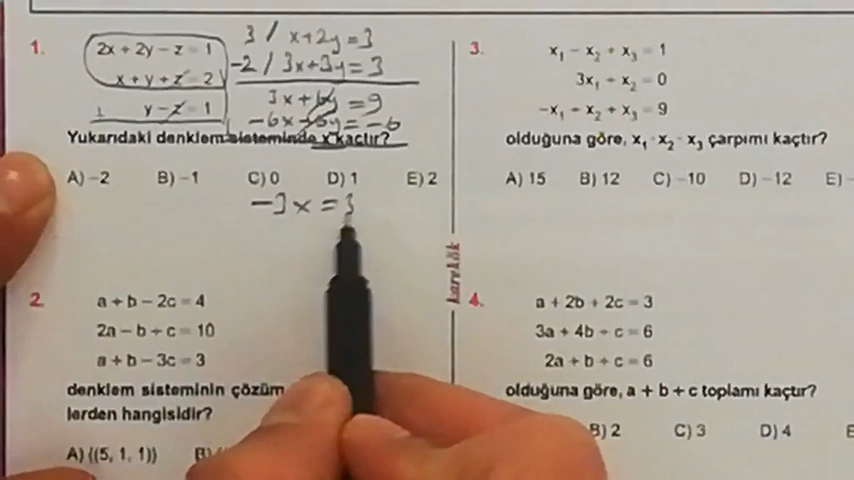 1.
2x + 2y - z = 1
x + y + z = 2
y - z = 1
3 / x+2y=3
-2 / 3x+3y=3
3x+6y=9
-6x-6y=-6
Yukarıdaki denklem sisteminde x kaçtır?
A) -2 B) -1 C) 0 D) 1 E) 2
-3x=3
2.
a + b - 2c = 4
2a - b + c = 10
a + b - 3c = 3
denklem sisteminin çözüm
lerden hangisidir?
A) {(5, 1, 1)} B)
karekök
3.
x₁ - x₂ + x₃ = 1
3x₁ + x₂ = 0
-x₁ + x₂ + x₃ = 9
olduğuna göre, x₁ · x₂ · x₃ çarpımı kaçtır?
A) 15 B) 12 C) -10 D) -12 E) -
4.
a + 2b + 2c = 3
3a + 4b + c = 6
2a + b + c = 6
olduğuna göre, a + b + c toplamı kaçtır?
B) 2 C) 3 D) 4 E